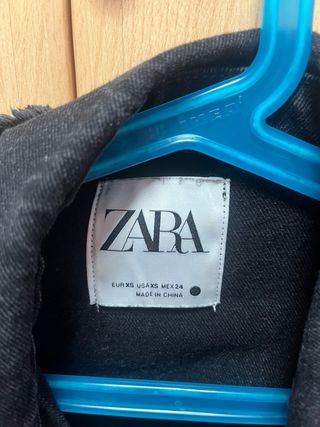 ZARA
EUR XS USA XS MEX 24
MADE IN CHINA